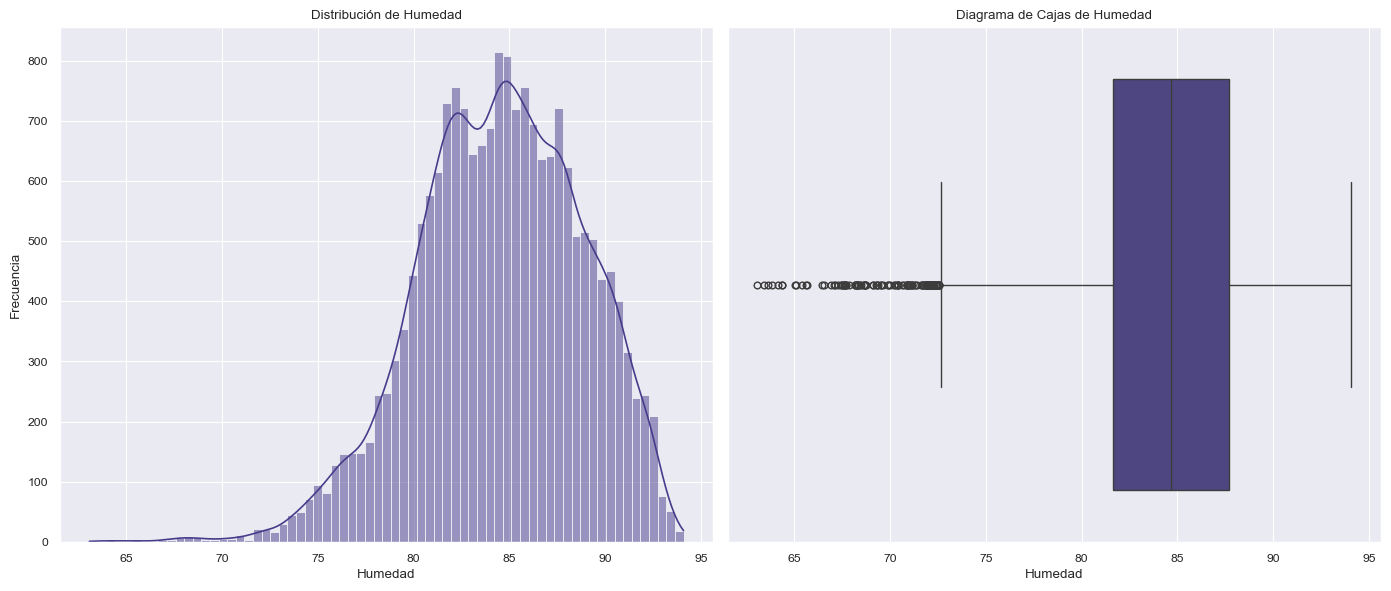 Distribución de Humedad
800
700
600
500
400
300
200
100
0
Frecuencia
65 70 75 80 85 90 95
Humedad
Diagrama de Cajas de Humedad
65 70 75 80 85 90 95
Humedad